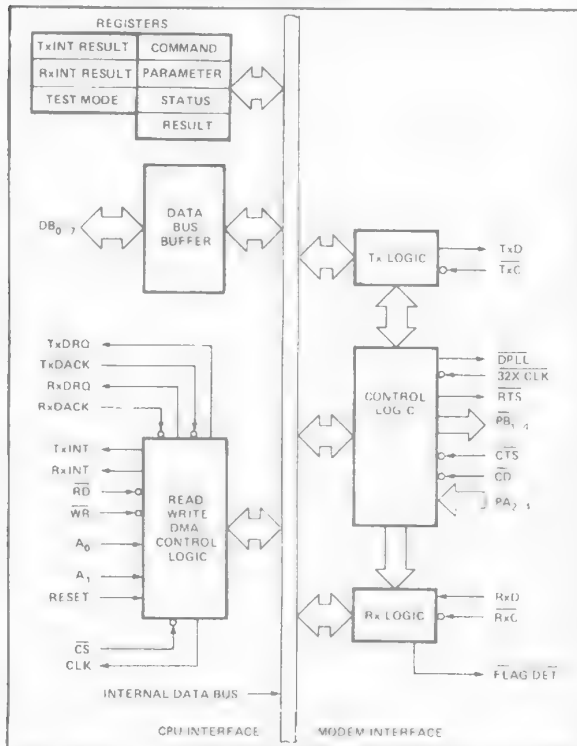 REGISTERS
TxINT RESULT COMMAND
RxINT RESULT PARAMETER
TEST MODE STATUS
RESULT
DB0-7
DATA
BUS
BUFFER
Tx LOGIC
TxD
TxC
TxDRQ
TxDACK
RxDRQ
RxDACK
TxINT
RxINT
RD
WR
A0
A1
RESET
CS
CLK
READ
WRITE
DMA
CONTROL
LOGIC
CONTROL
LOGIC
DPLL
32X CLK
RTS
PB1-4
CTS
CD
Rx LOGIC
RxD
RxC
FLAG DET
INTERNAL DATA BUS
CPU INTERFACE
MODEM INTERFACE